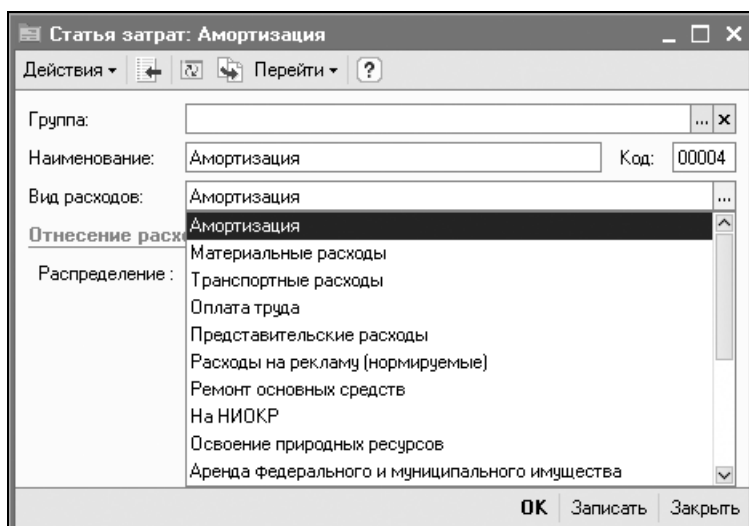 Статья затрат: Амортизация
Действия Перейти ?
Группа: ...
Наименование: Амортизация Код: 00004
Вид расходов: Амортизация ...
Отнесение расхо
Амортизация
Материальные расходы
Распределение :
Транспортные расходы
Оплата труда
Представительские расходы
Расходы на рекламу (нормируемые)
Ремонт основных средств
На НИОКР
Освоение природных ресурсов
Аренда федерального и муниципального имущества
OK Записать Закрыть